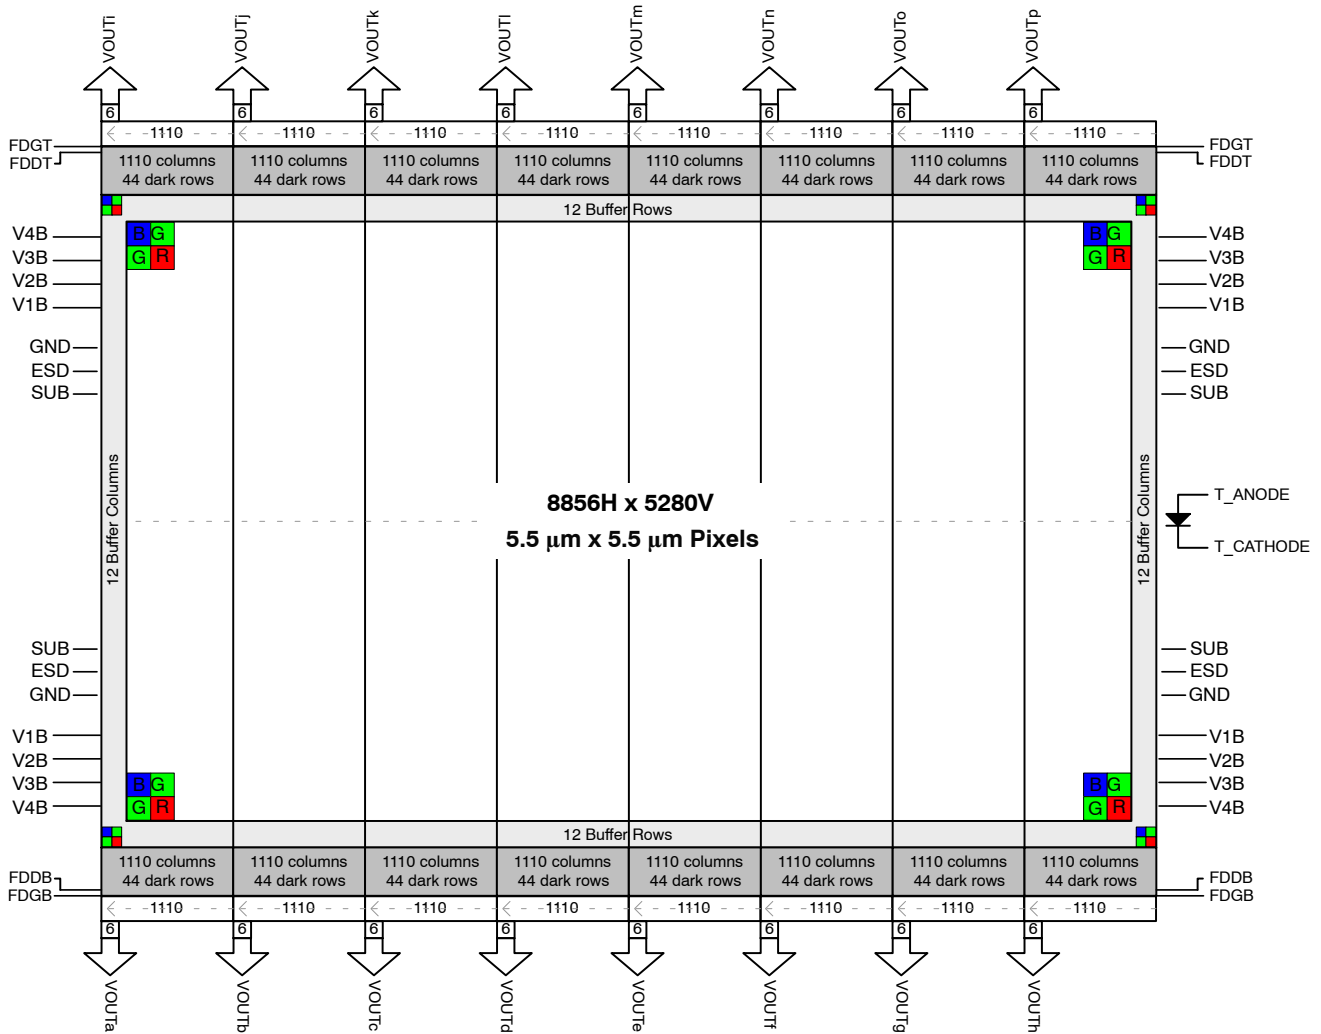 VOUTi VOUTj VOUTk VOUTl VOUTm VOUTn VOUTo VOUTp
6 6 6 6 6 6 6 6
1110 1110 1110 1110 1110 1110 1110 1110
FDGT FDGT
FDDT FDDT
1110 columns 1110 columns 1110 columns 1110 columns 1110 columns 1110 columns 1110 columns 1110 columns
44 dark rows 44 dark rows 44 dark rows 44 dark rows 44 dark rows 44 dark rows 44 dark rows 44 dark rows
12 Buffer Rows
V4B B G B G V4B
V3B G R G R V3B
V2B V2B
V1B V1B
GND GND
ESD ESD
SUB SUB
12 Buffer Columns
12 Buffer Columns
8856H x 5280V
5.5 μm x 5.5 μm Pixels
T_ANODE
T_CATHODE
SUB SUB
ESD ESD
GND GND
V1B V1B
V2B V2B
V3B B G B G V3B
V4B G R G R V4B
12 Buffer Rows
1110 columns 1110 columns 1110 columns 1110 columns 1110 columns 1110 columns 1110 columns 1110 columns
44 dark rows 44 dark rows 44 dark rows 44 dark rows 44 dark rows 44 dark rows 44 dark rows 44 dark rows
FDDB FDDB
FDGB FDGB
1110 1110 1110 1110 1110 1110 1110 1110
6 6 6 6 6 6 6 6
VOUTa VOUTb VOUTc VOUTd VOUTe VOUTf VOUTg VOUTh